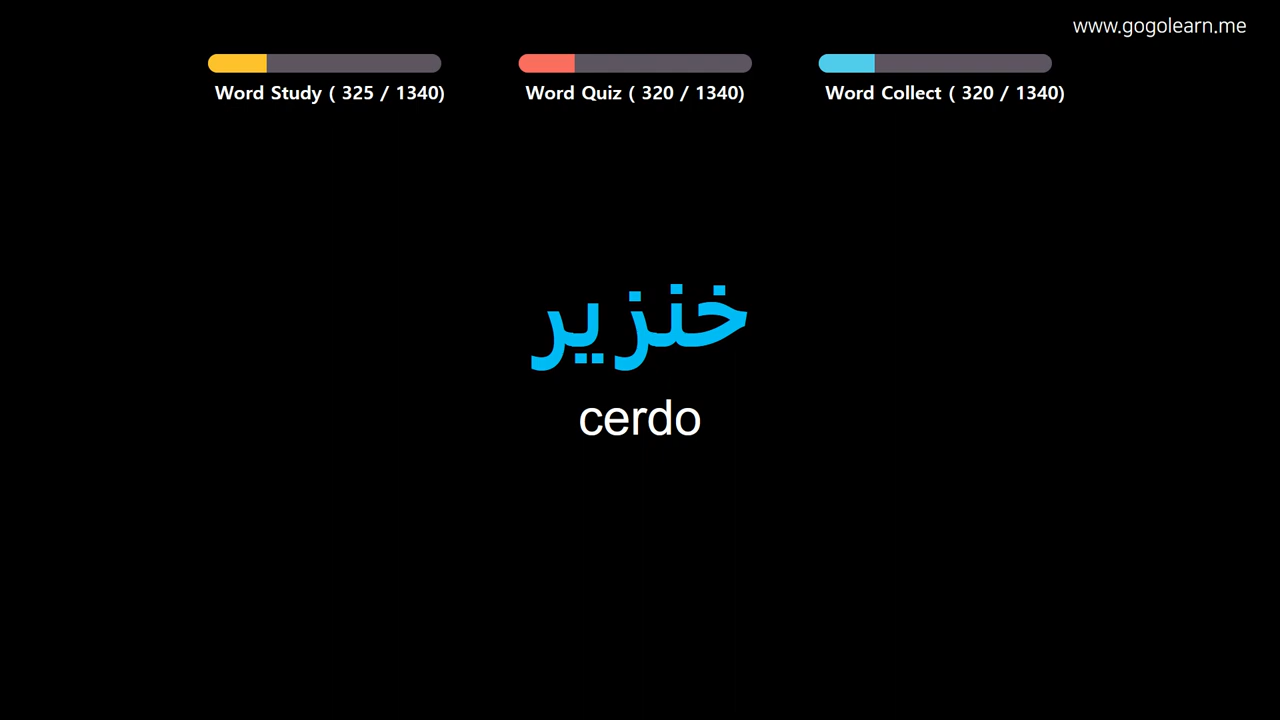 www.gogolearn.me
Word Study ( 325 / 1340)
Word Quiz ( 320 / 1340)
Word Collect ( 320 / 1340)
خنزير
cerdo